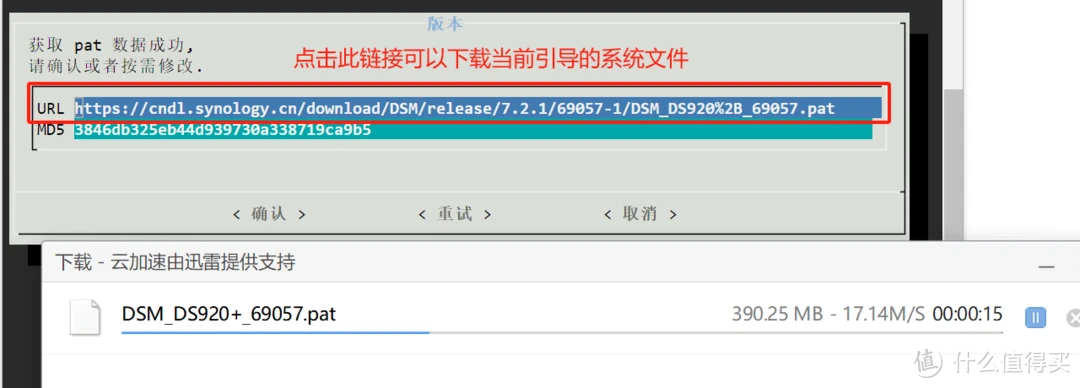 版本
获取 pat 数据成功,
请确认或者按需修改.
点击此链接可以下载当前引导的系统文件
URL https://cndl.synology.cn/download/DSM/release/7.2.1/69057-1/DSM_DS920%2B_69057.pat
MD5 3846db325eb44d939730a338719ca9b5
< 确认 > < 重试 > < 取消 >
下载 - 云加速由迅雷提供支持
DSM_DS920+_69057.pat 390.25 MB - 17.14M/S 00:00:15
值 什么值得买